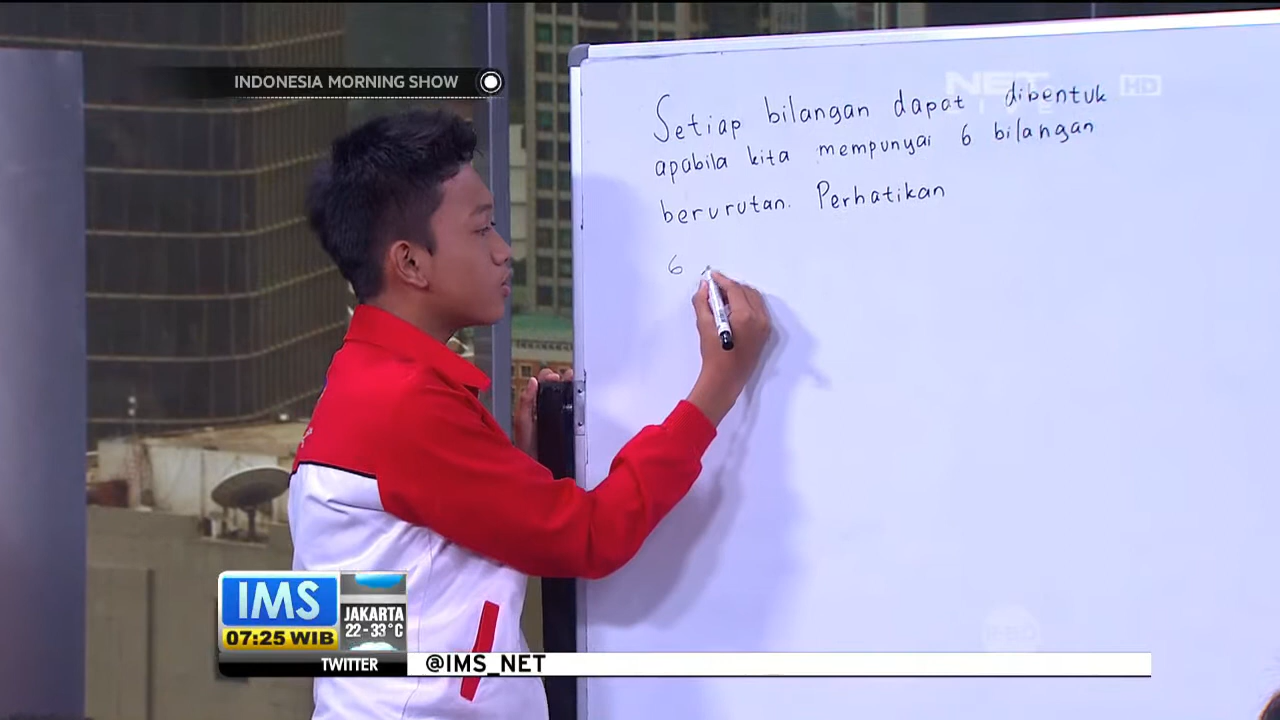 INDONESIA MORNING SHOW
NET
HD
Setiap bilangan dapat dibentuk
apabila kita mempunyai 6 bilangan
berurutan. Perhatikan
6
IMS
07:25 WIB
JAKARTA
22-33°C
TWITTER
@IMS_NET